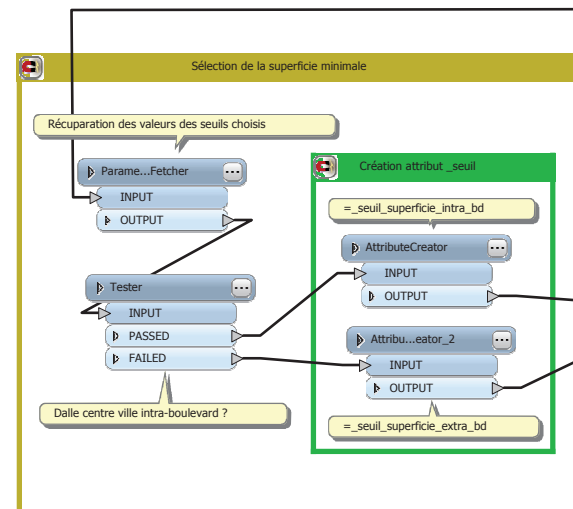 Sélection de la superficie minimale
Récuparation des valeurs des seuils choisis
Parame...Fetcher
INPUT
OUTPUT
Tester
INPUT
PASSED
FAILED
Dalle centre ville intra-boulevard ?
Création attribut _seuil
=_seuil_superficie_intra_bd
AttributeCreator
INPUT
OUTPUT
Attribu...eator_2
INPUT
OUTPUT
=_seuil_superficie_extra_bd